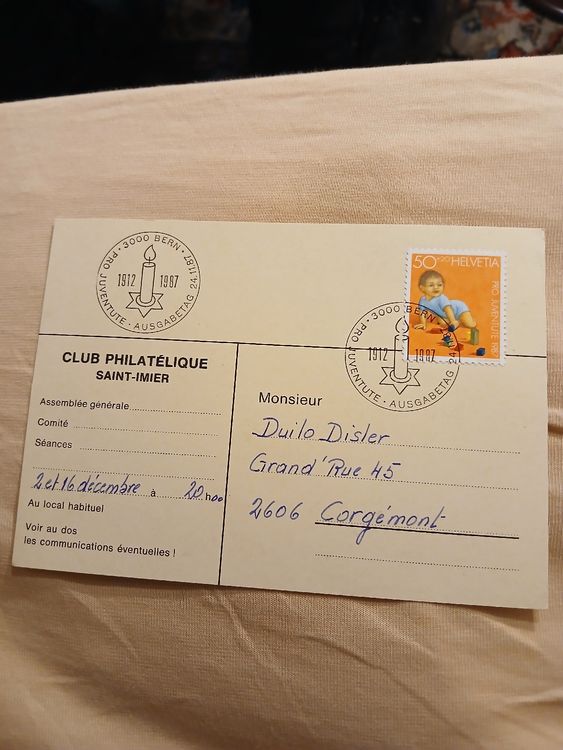 3000 BERN · 24.11.87 · AUSGABETAG · PRO JUVENTUTE ·
1912 1987
50+20 HELVETIA
PRO JUVENTUTE 1987
3000 BERN · 24 · AUSGABETAG · PRO JUVENTUTE ·
1912 1987
CLUB PHILATÉLIQUE
SAINT-IMIER
Assemblée générale
Comité
Séances
2 et 16 décembre à 20 h00
Au local habituel
Voir au dos
les communications éventuelles !
Monsieur
Duilo Disler
Grand'Rue 45
2606 Corgémont